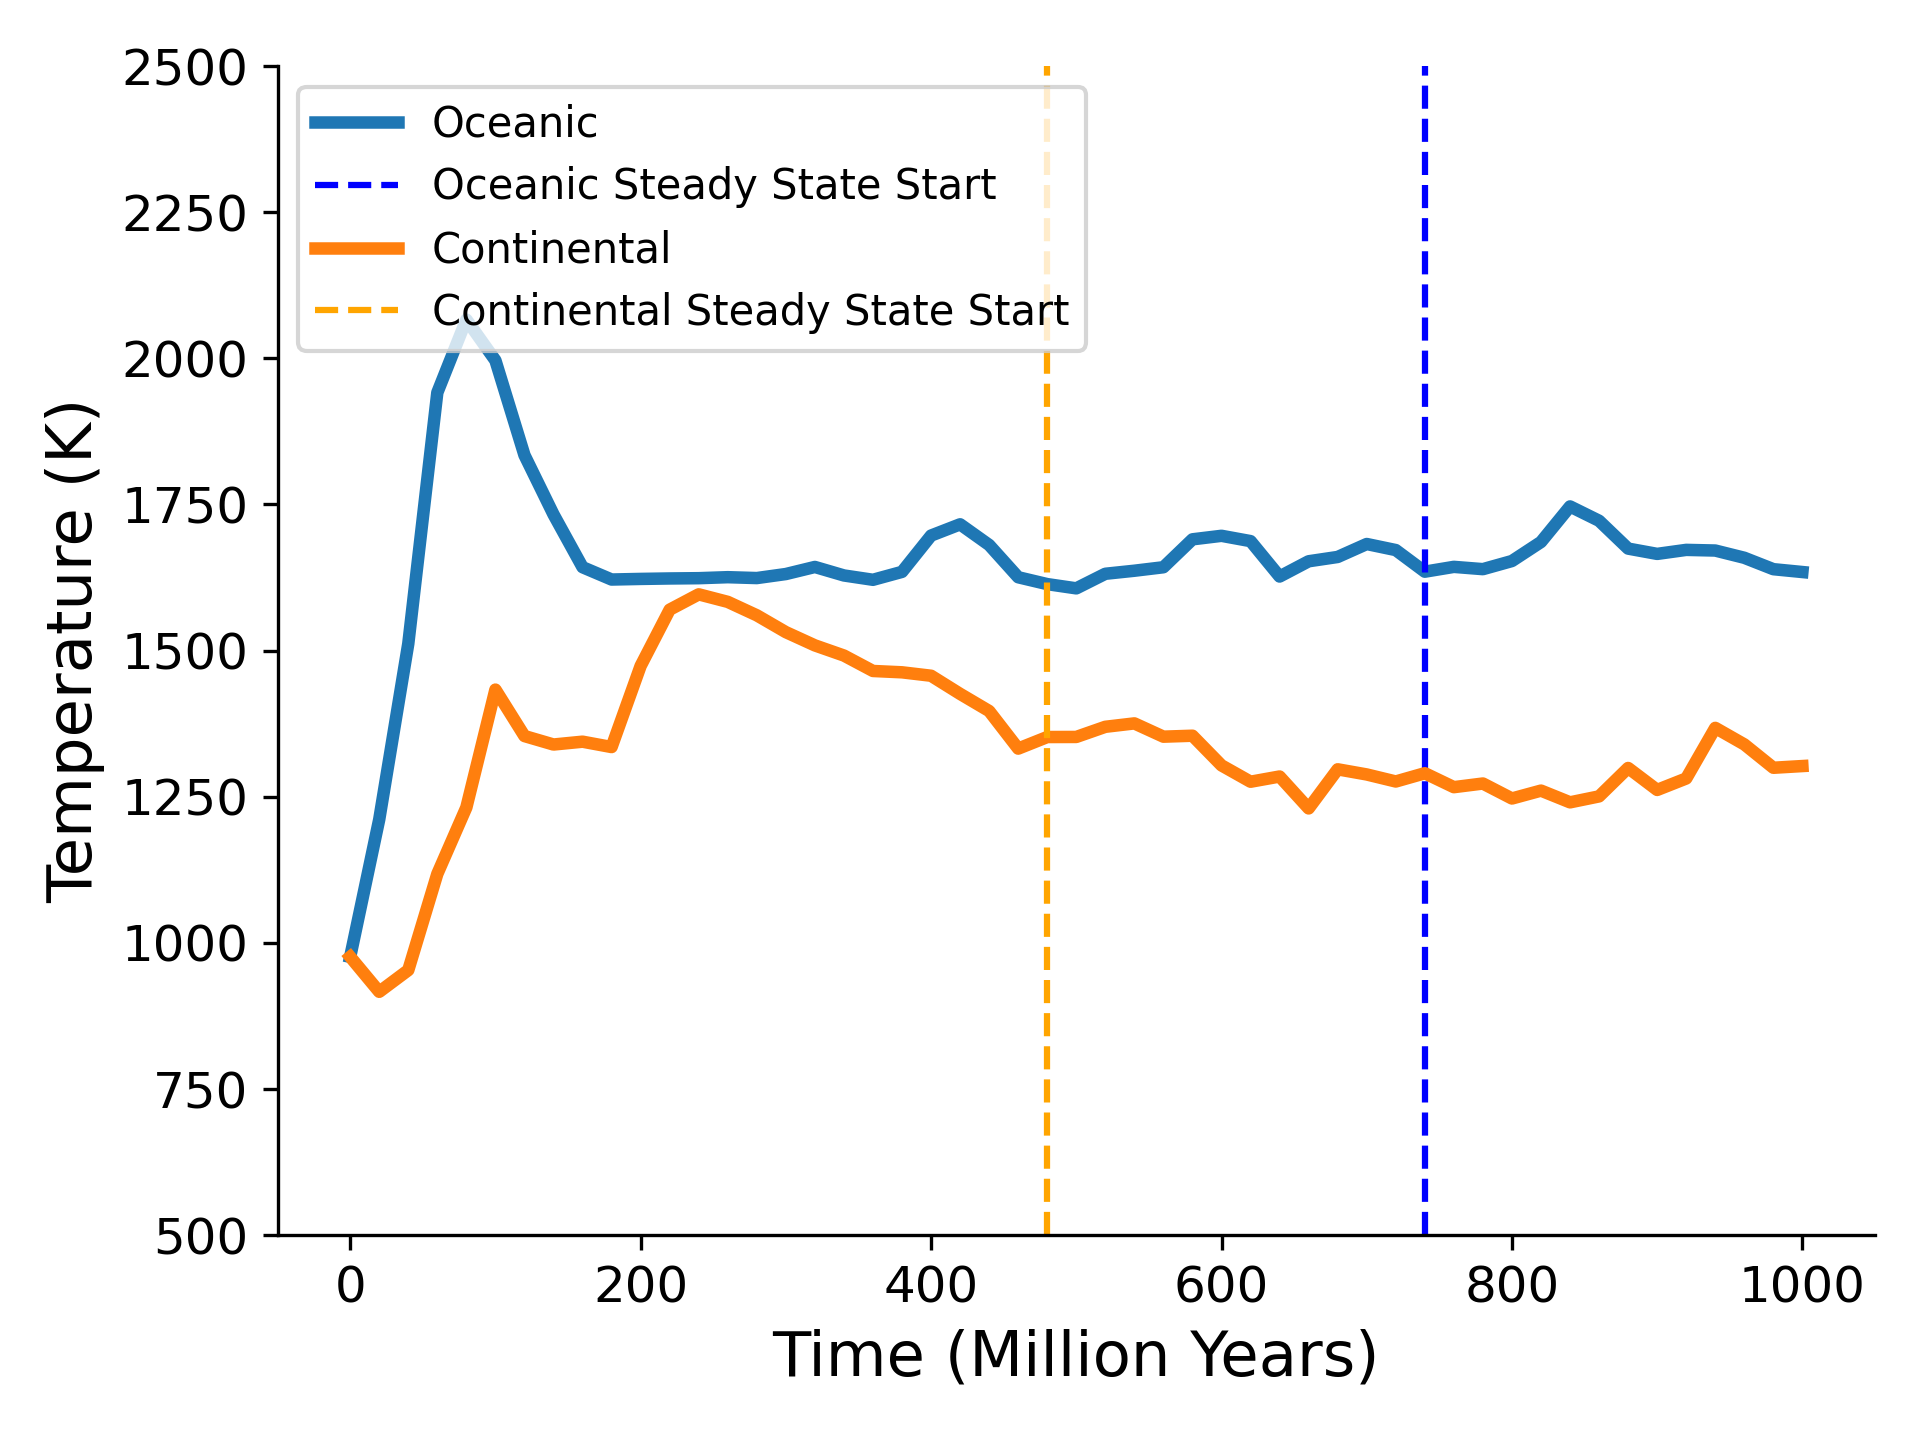 2500
2250
2000
1750
1500
1250
1000
750
500
Temperature (K)
Oceanic
Oceanic Steady State Start
Continental
Continental Steady State Start
0 200 400 600 800 1000
Time (Million Years)